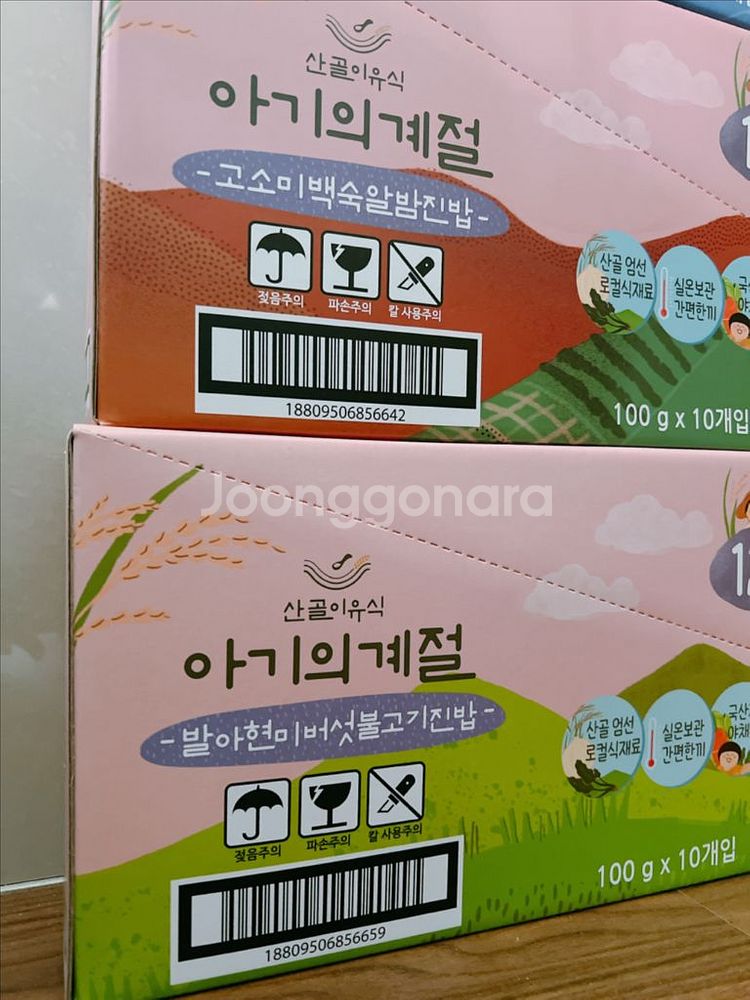 산골이유식
아기의계절
-고소미백숙알밤진밥-
젖음주의 파손주의 칼 사용주의
18809506856642
산골 엄선
로컬식재료
실온보관
간편한끼
100 g x 10개입
Joonggonara
산골이유식
아기의계절
-발아현미버섯불고기진밥-
젖음주의 파손주의 칼 사용주의
18809506856659
산골 엄선
로컬식재료
실온보관
간편한끼
국산
야채
100 g x 10개입